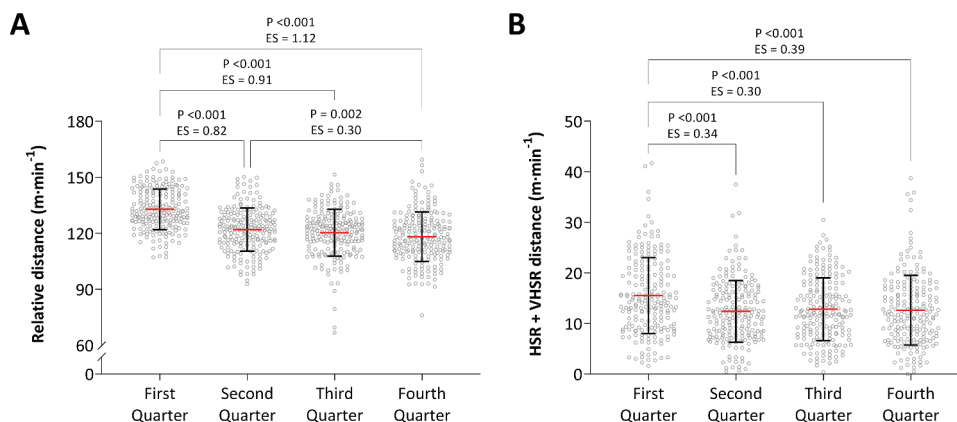 A
P <0.001
ES = 1.12
P <0.001
ES = 0.91
P <0.001
ES = 0.82
P = 0.002
ES = 0.30
Relative distance (m·min⁻¹)
180
150
120
90
60
0
First
Quarter
Second
Quarter
Third
Quarter
Fourth
Quarter
B
P <0.001
ES = 0.39
P <0.001
ES = 0.30
P <0.001
ES = 0.34
HSR + VHSR distance (m·min⁻¹)
50
40
30
20
10
0
First
Quarter
Second
Quarter
Third
Quarter
Fourth
Quarter